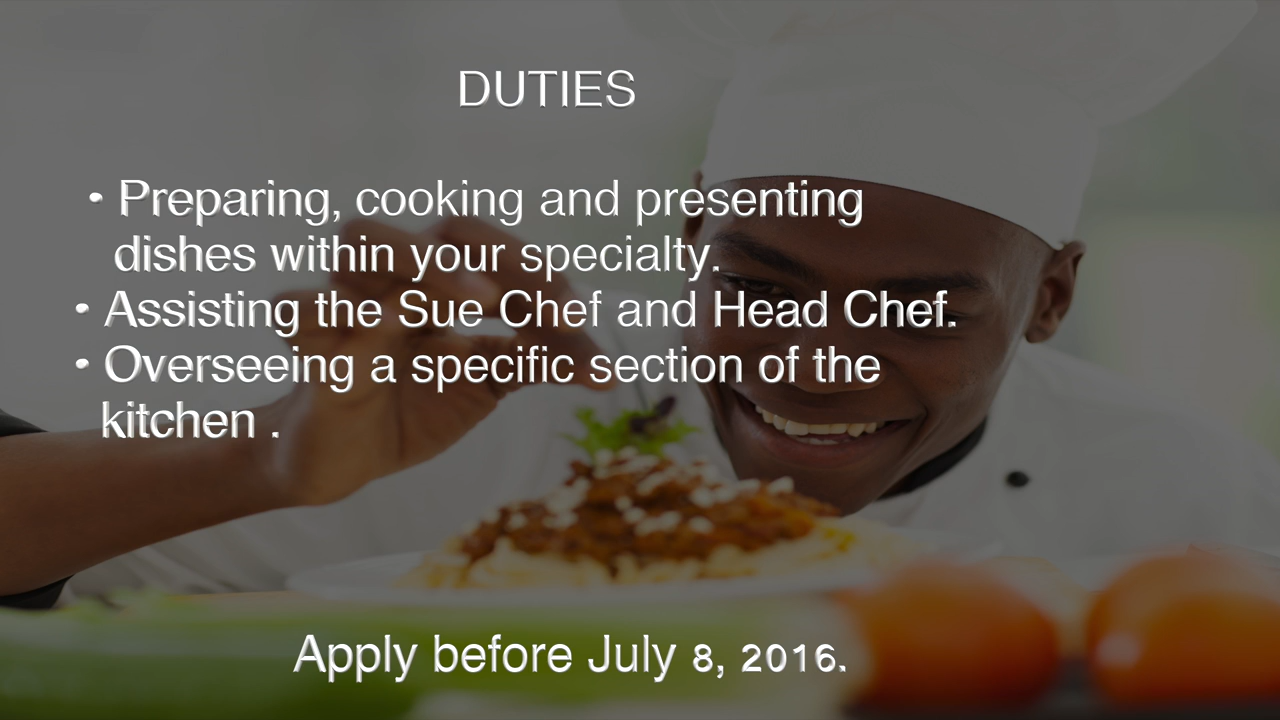 DUTIES
• Preparing, cooking and presenting
dishes within your specialty.
• Assisting the Sue Chef and Head Chef.
• Overseeing a specific section of the
kitchen .
Apply before July 8, 2016.